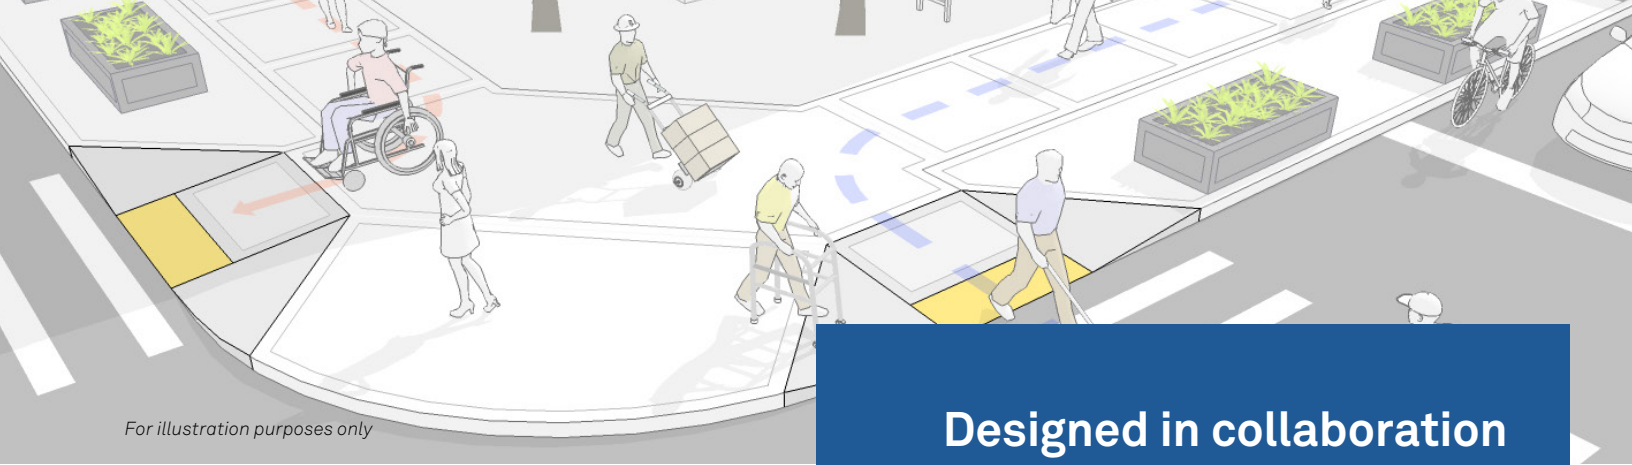 For illustration purposes only
Designed in collaboration